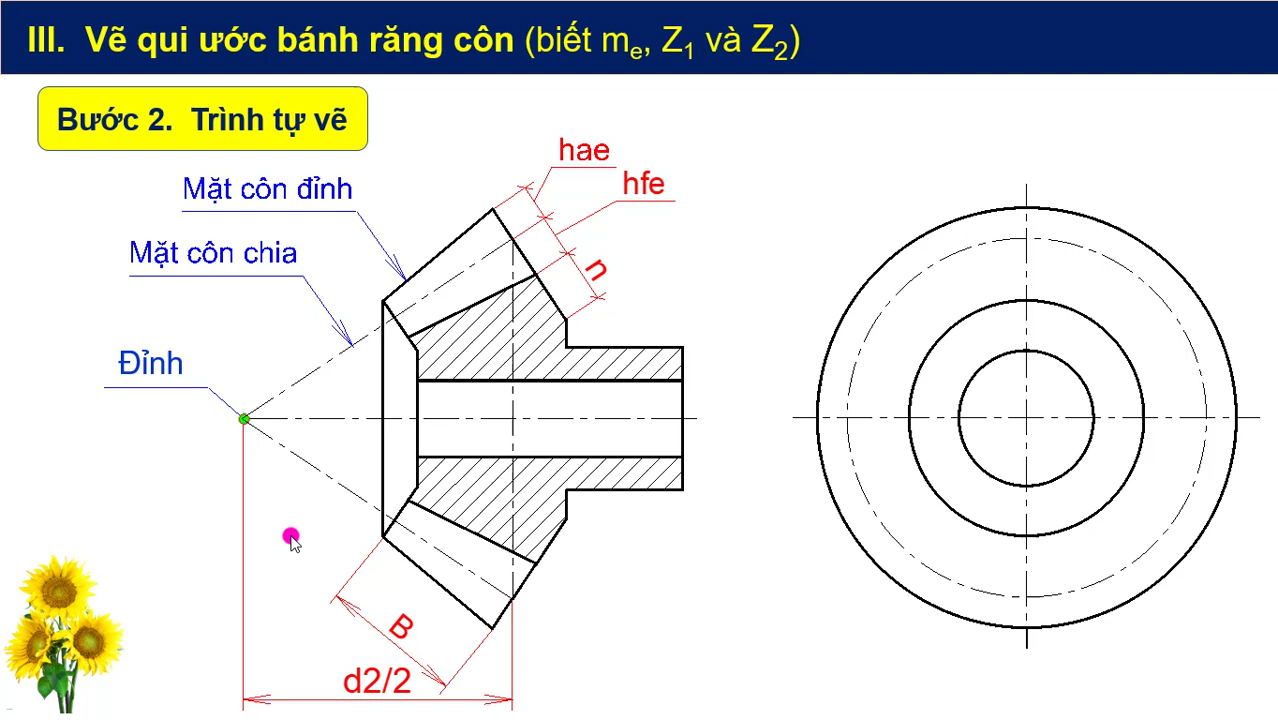 III. Vẽ qui ước bánh răng côn (biết me, Z1 và Z2)
Bước 2. Trình tự vẽ
hae
hfe
Mặt côn đỉnh
Mặt côn chia
n
Đỉnh
B
d2/2